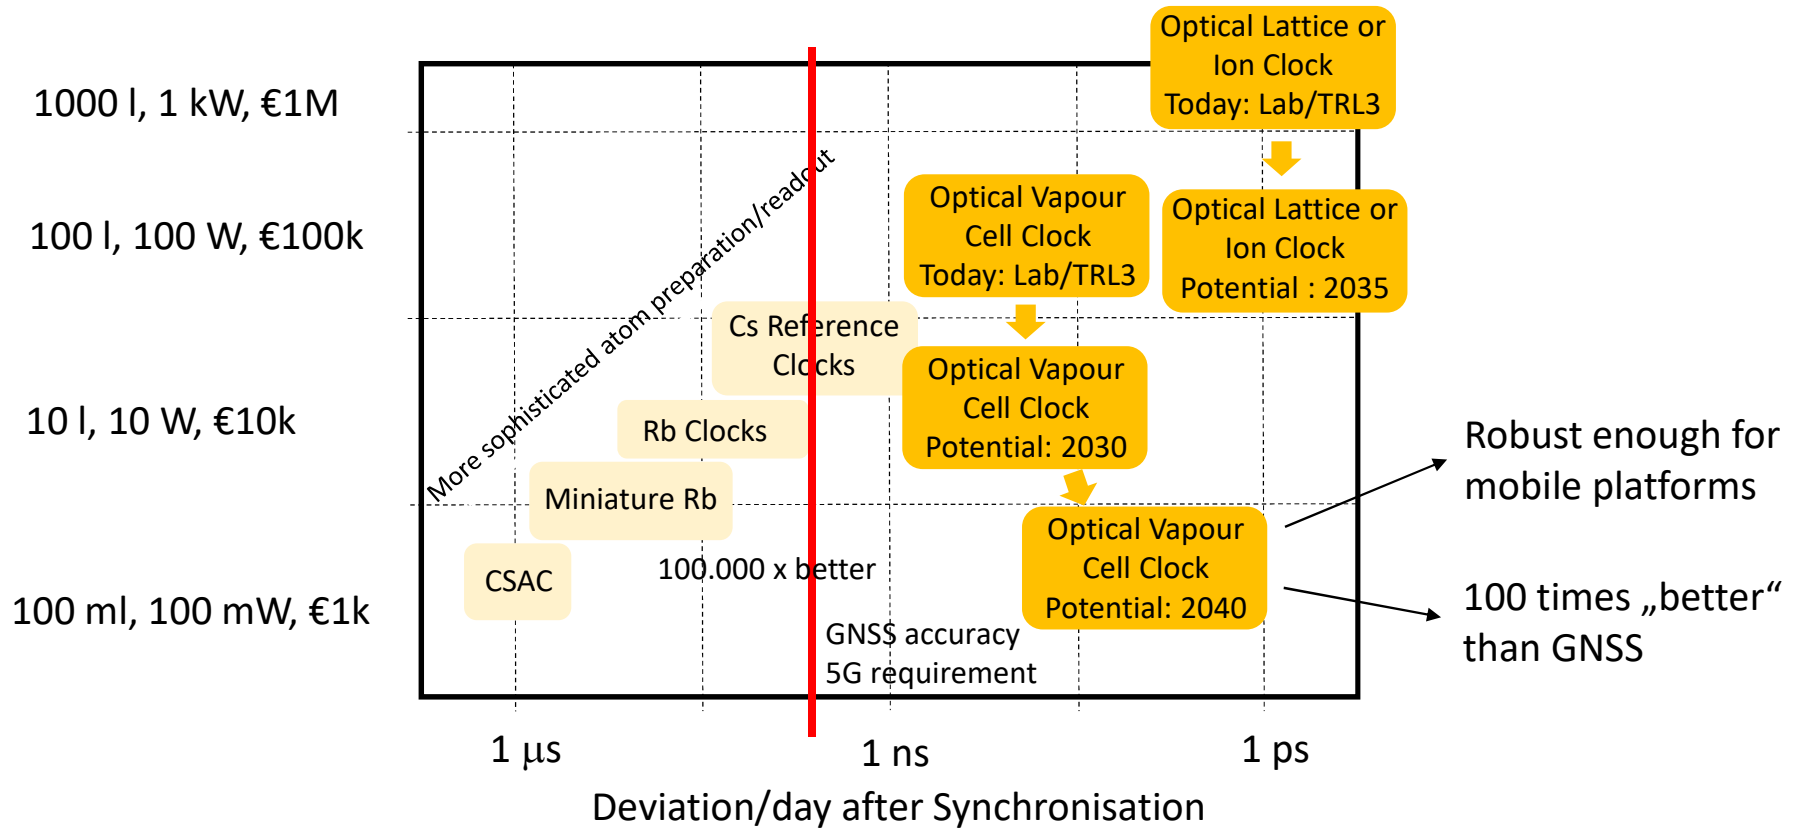 Optical Lattice or
Ion Clock
Today: Lab/TRL3
1000 l, 1 kW, €1M
More sophisticated atom preparation/readout
Optical Vapour
Cell Clock
Today: Lab/TRL3
Optical Lattice or
Ion Clock
Potential : 2035
100 l, 100 W, €100k
Cs Reference
Clocks
Optical Vapour
Cell Clock
Potential: 2030
10 l, 10 W, €10k
Rb Clocks
Miniature Rb
Robust enough for
mobile platforms
Optical Vapour
Cell Clock
Potential: 2040
100.000 x better
CSAC
100 ml, 100 mW, €1k
100 times „better“
than GNSS
GNSS accuracy
5G requirement
1 μs
1 ns
1 ps
Deviation/day after Synchronisation